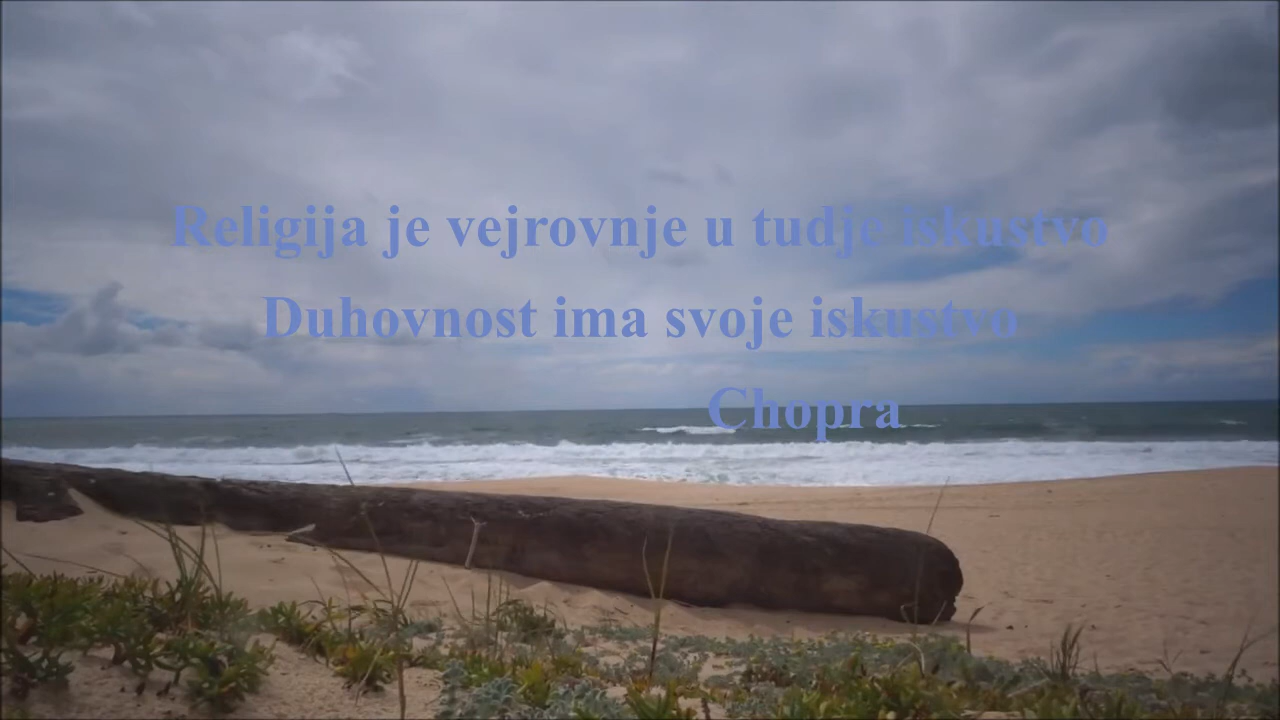 Religija je vejrovnje u tudje iskustvo
Duhovnost ima svoje iskustvo
Chopra